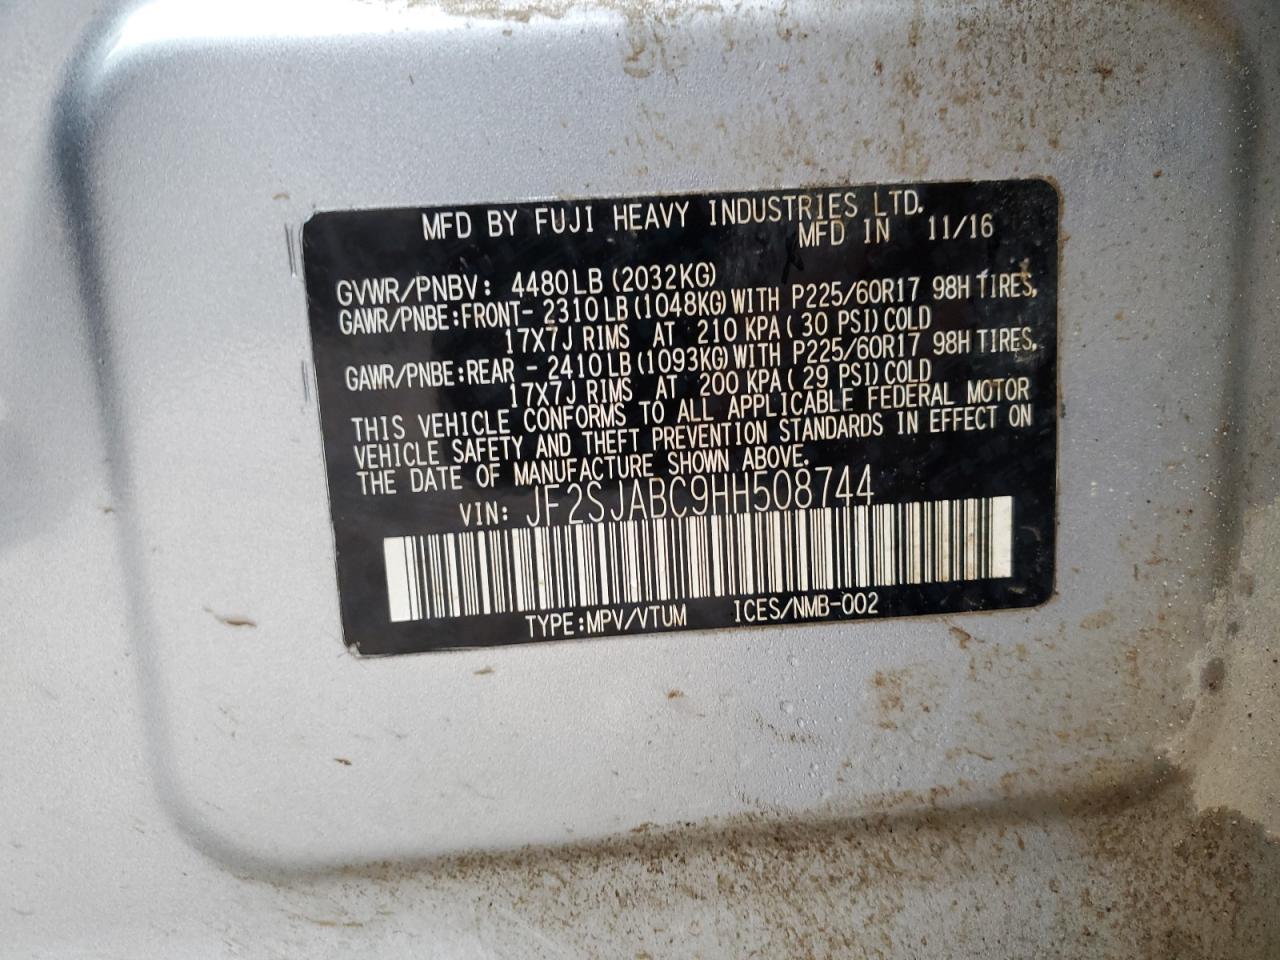 MFD BY FUJI HEAVY INDUSTRIES LTD.
MFD IN 11/16
GVWR/PNBV: 4480LB (2032KG)
GAWR/PNBE:FRONT- 2310LB (1048KG) WITH P225/60R17 98H TIRES,
17X7J RIMS AT 210 KPA ( 30 PSI) COLD
GAWR/PNBE:REAR - 2410LB (1093KG) WITH P225/60R17 98H TIRES,
17X7J RIMS AT 200 KPA ( 29 PSI) COLD
THIS VEHICLE CONFORMS TO ALL APPLICABLE FEDERAL MOTOR
VEHICLE SAFETY AND THEFT PREVENTION STANDARDS IN EFFECT ON
THE DATE OF MANUFACTURE SHOWN ABOVE.
VIN: JF2SJABC9HH508744
TYPE:MPV/VTUM ICES/NMB-002